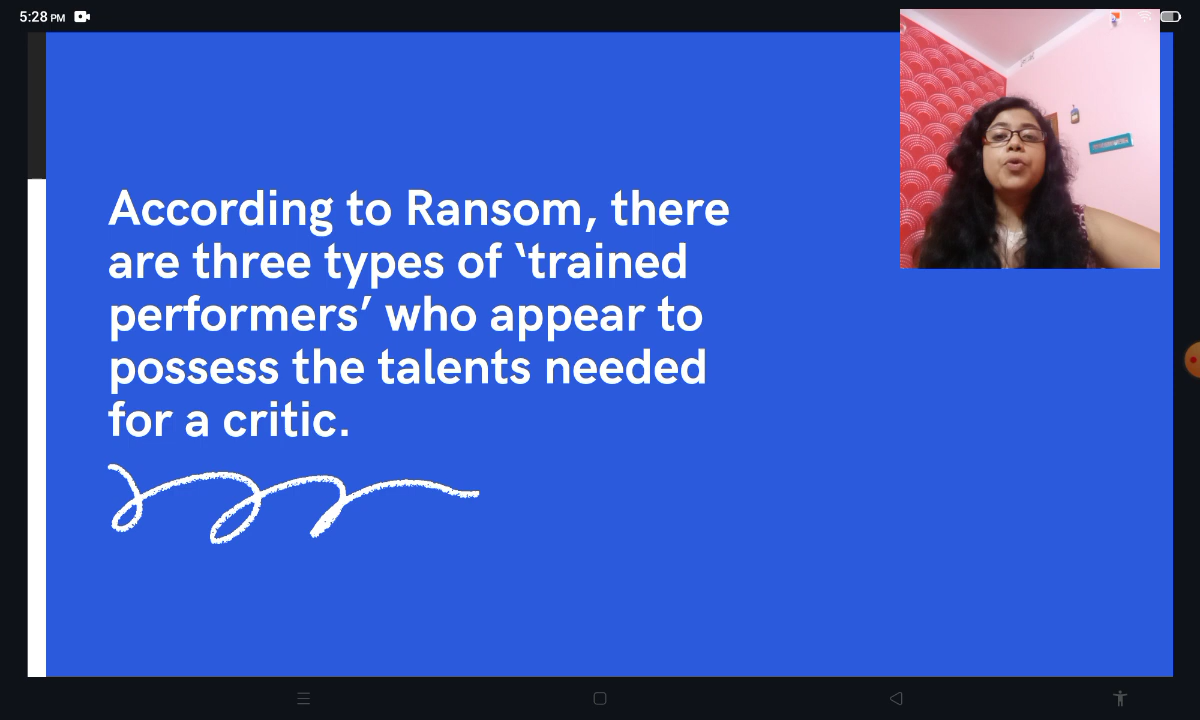 5:28 PM
According to Ransom, there
are three types of ‘trained
performers’ who appear to
possess the talents needed
for a critic.